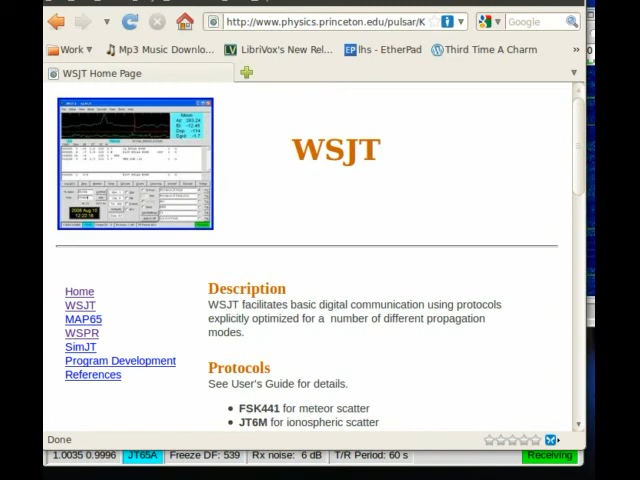 http://www.physics.princeton.edu/pulsar/K
Google
Work
Mp3 Music Downlo...
LibriVox's New Rel...
lhs - EtherPad
Third Time A Charm
»
WSJT Home Page
WSJT
Home
WSJT
MAP65
WSPR
SimJT
Program Development
References
Description
WSJT facilitates basic digital communication using protocols
explicitly optimized for a number of different propagation
modes.
Protocols
See User's Guide for details.
• FSK441 for meteor scatter
• JT6M for ionospheric scatter
Done
1.0035 0.9996 JT65A Freeze DF: 539 Rx noise: 6 dB T/R Period: 60 s Receiving